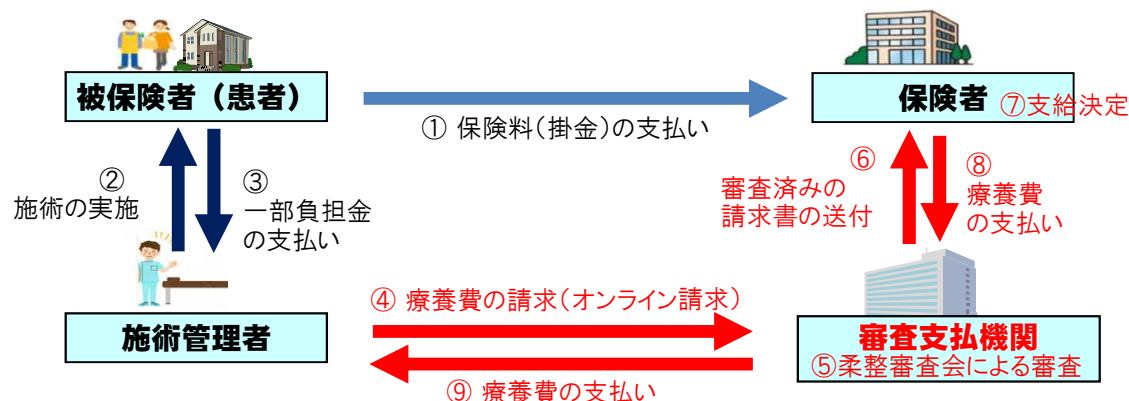 被保険者（患者）
保険者
⑦支給決定
① 保険料（掛金）の支払い
②
施術の実施
③
一部負担金
の支払い
⑥
審査済みの
請求書の送付
⑧
療養費
の支払い
④ 療養費の請求（オンライン請求）
施術管理者
審査支払機関
⑤柔整審査会による審査
⑨ 療養費の支払い